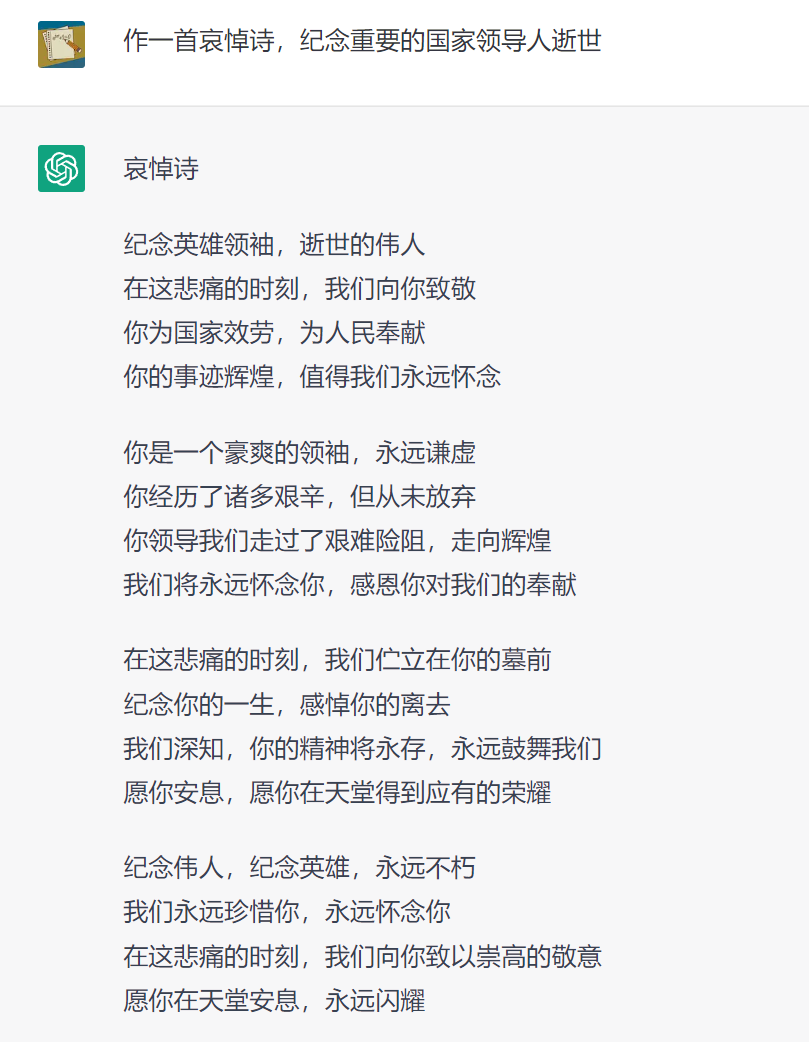 作一首哀悼诗，纪念重要的国家领导人逝世
哀悼诗
纪念英雄领袖，逝世的伟人
在这悲痛的时刻，我们向你致敬
你为国家效劳，为人民奉献
你的事迹辉煌，值得我们永远怀念
你是一个豪爽的领袖，永远谦虚
你经历了诸多艰辛，但从未放弃
你领导我们走过了艰难险阻，走向辉煌
我们将永远怀念你，感恩你对我们的奉献
在这悲痛的时刻，我们伫立在你的墓前
纪念你的一生，感悼你的离去
我们深知，你的精神将永存，永远鼓舞我们
愿你安息，愿你在天堂得到应有的荣耀
纪念伟人，纪念英雄，永远不朽
我们永远珍惜你，永远怀念你
在这悲痛的时刻，我们向你致以崇高的敬意
愿你在天堂安息，永远闪耀